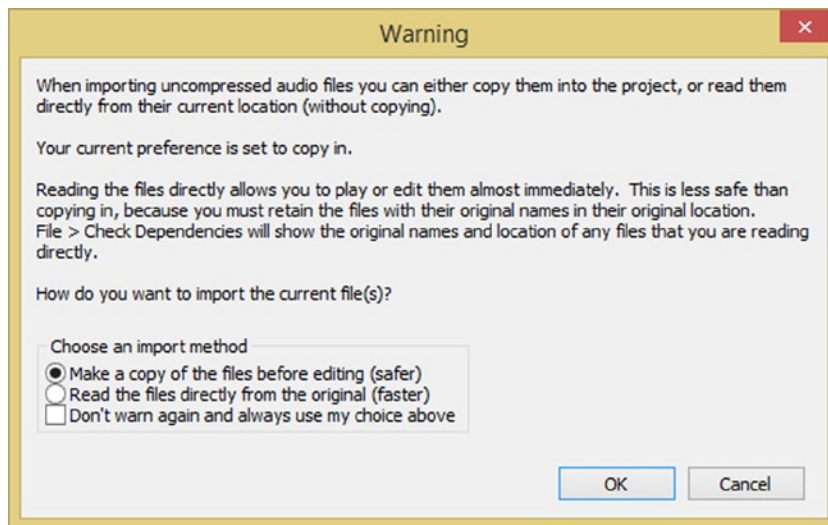 Warning
When importing uncompressed audio files you can either copy them into the project, or read them
directly from their current location (without copying).
Your current preference is set to copy in.
Reading the files directly allows you to play or edit them almost immediately.  This is less safe than
copying in, because you must retain the files with their original names in their original location.
File > Check Dependencies will show the original names and location of any files that you are reading
directly.
How do you want to import the current file(s)?
Choose an import method
Make a copy of the files before editing (safer)
Read the files directly from the original (faster)
Don't warn again and always use my choice above
OK Cancel